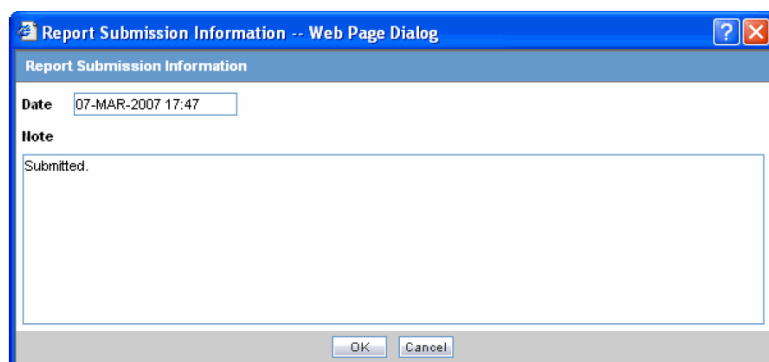 Report Submission Information -- Web Page Dialog
Report Submission Information
Date 07-MAR-2007 17:47
Note
Submitted.
OK Cancel